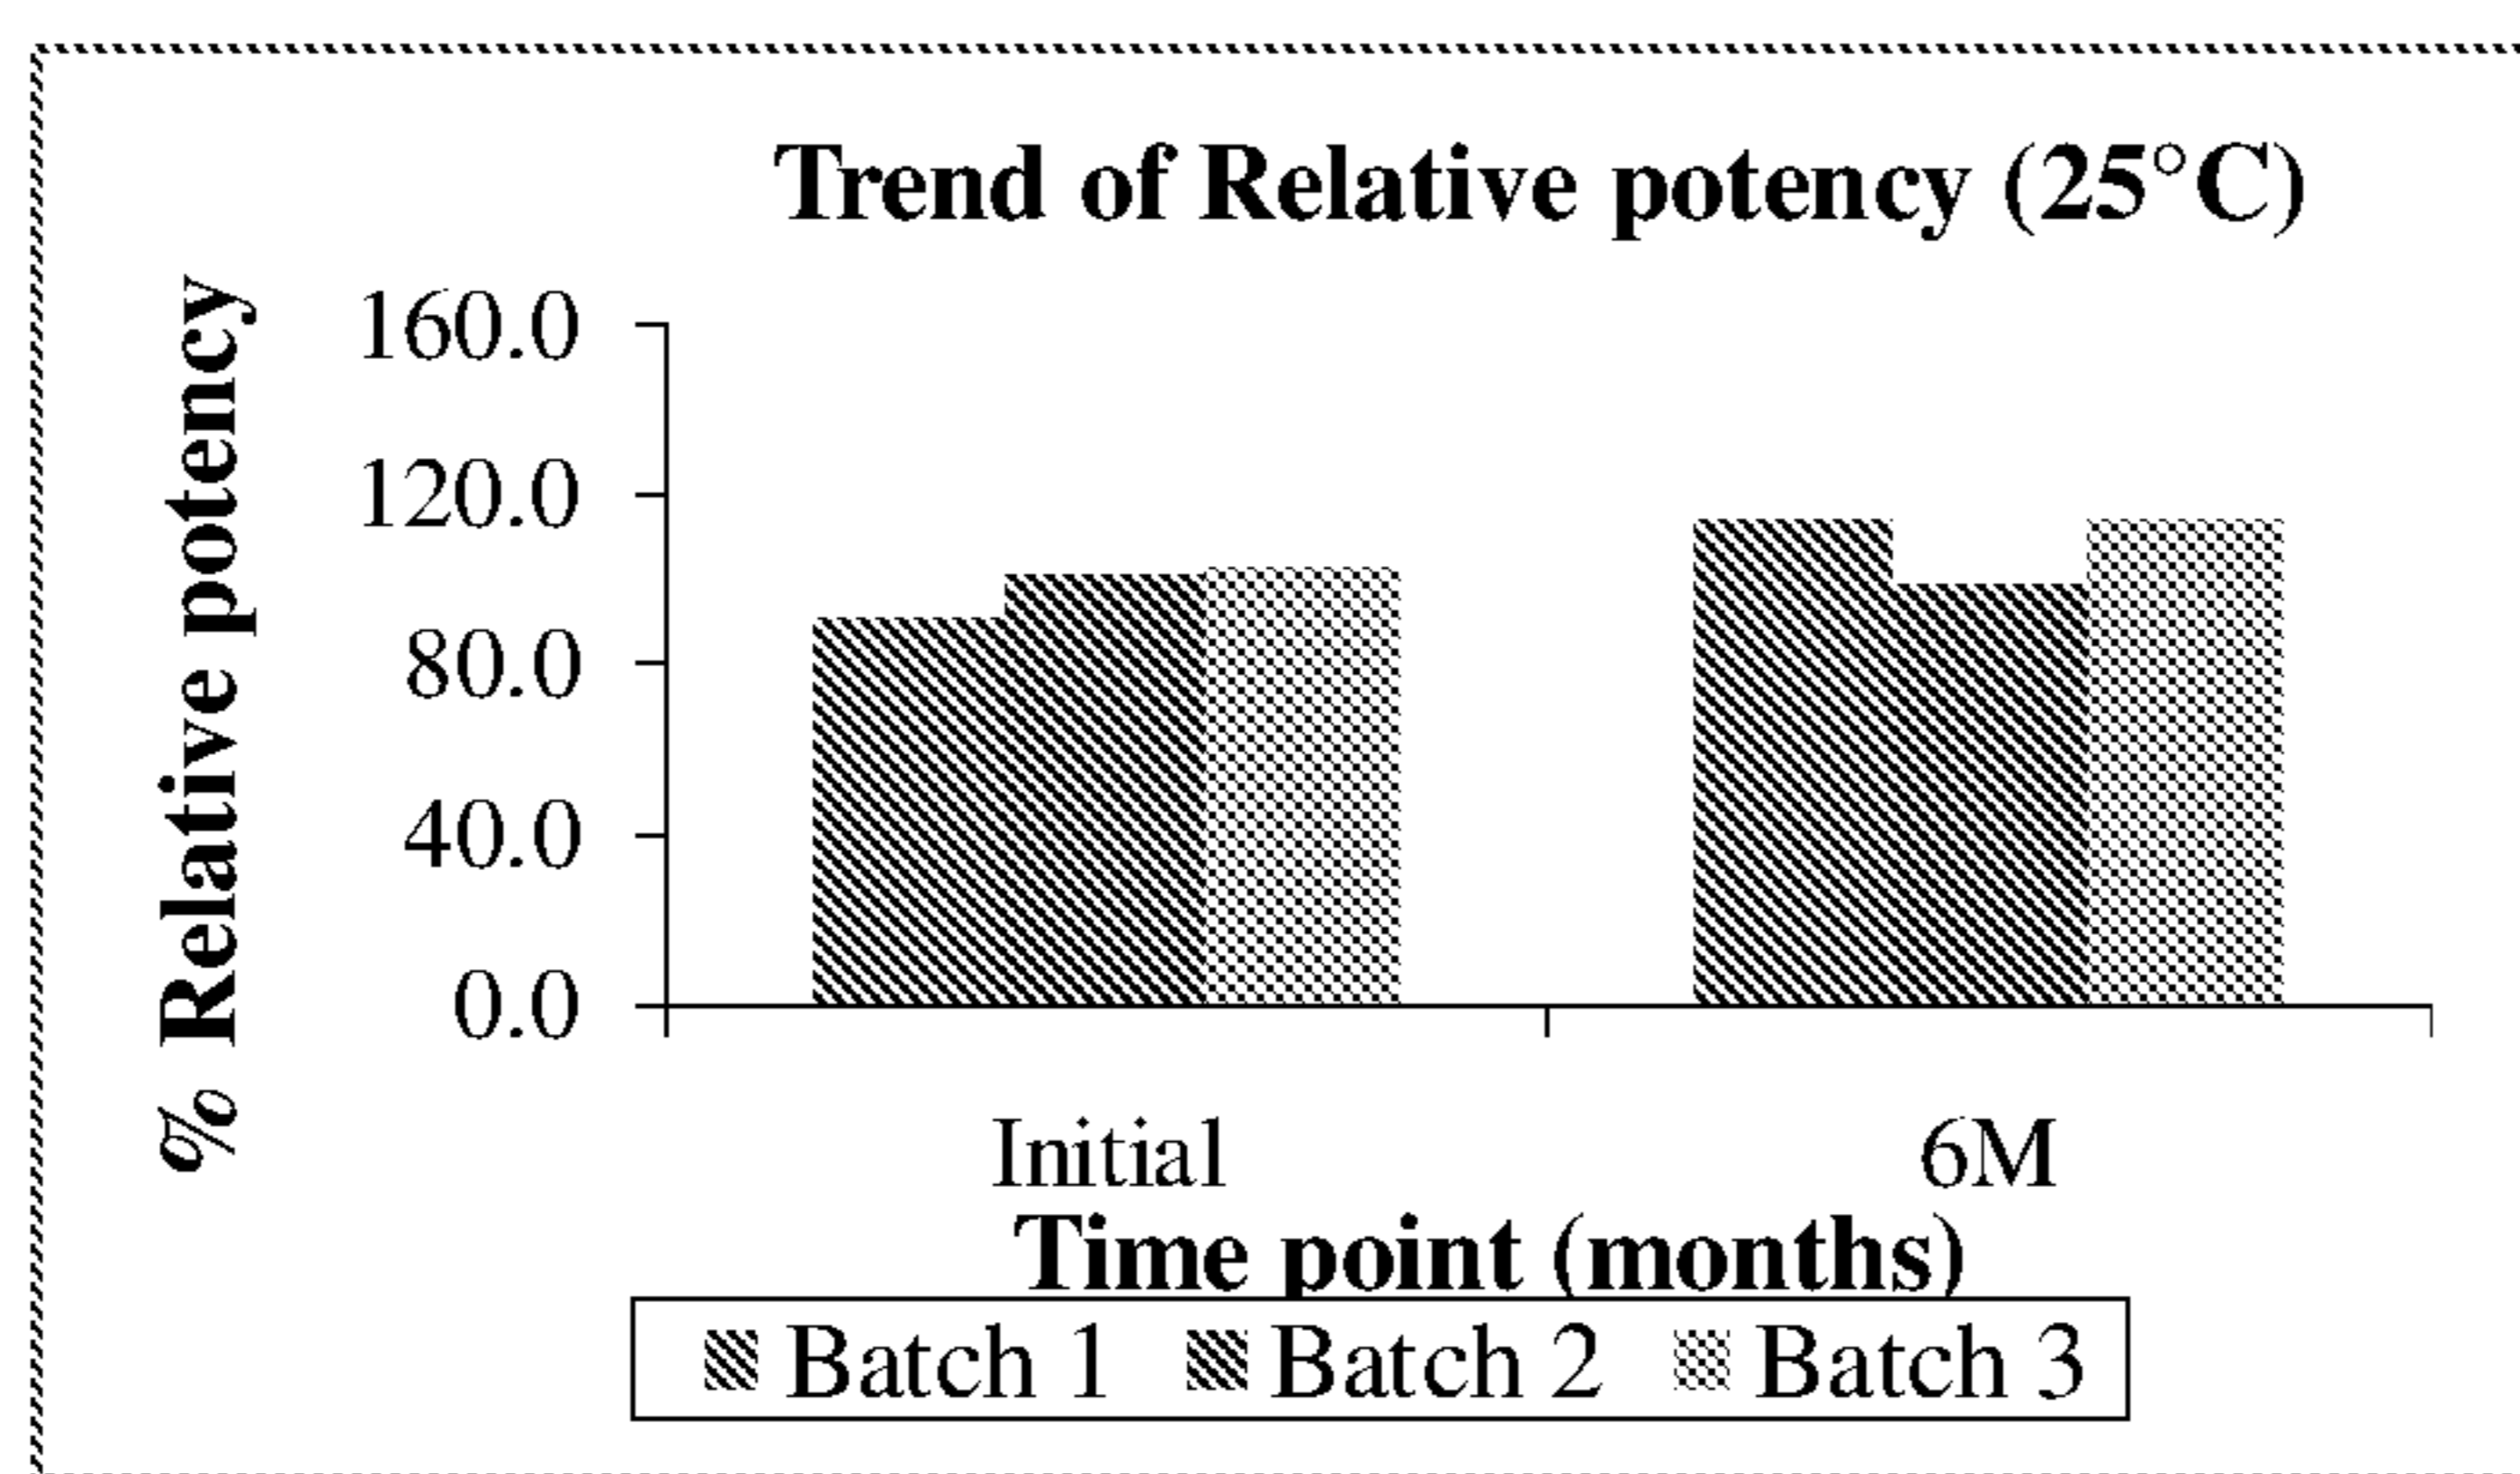 Trend of Relative potency (25°C)
% Relative potency
160.0
120.0
80.0
40.0
0.0
Initial 6M
Time point (months)
Batch 1 Batch 2 Batch 3